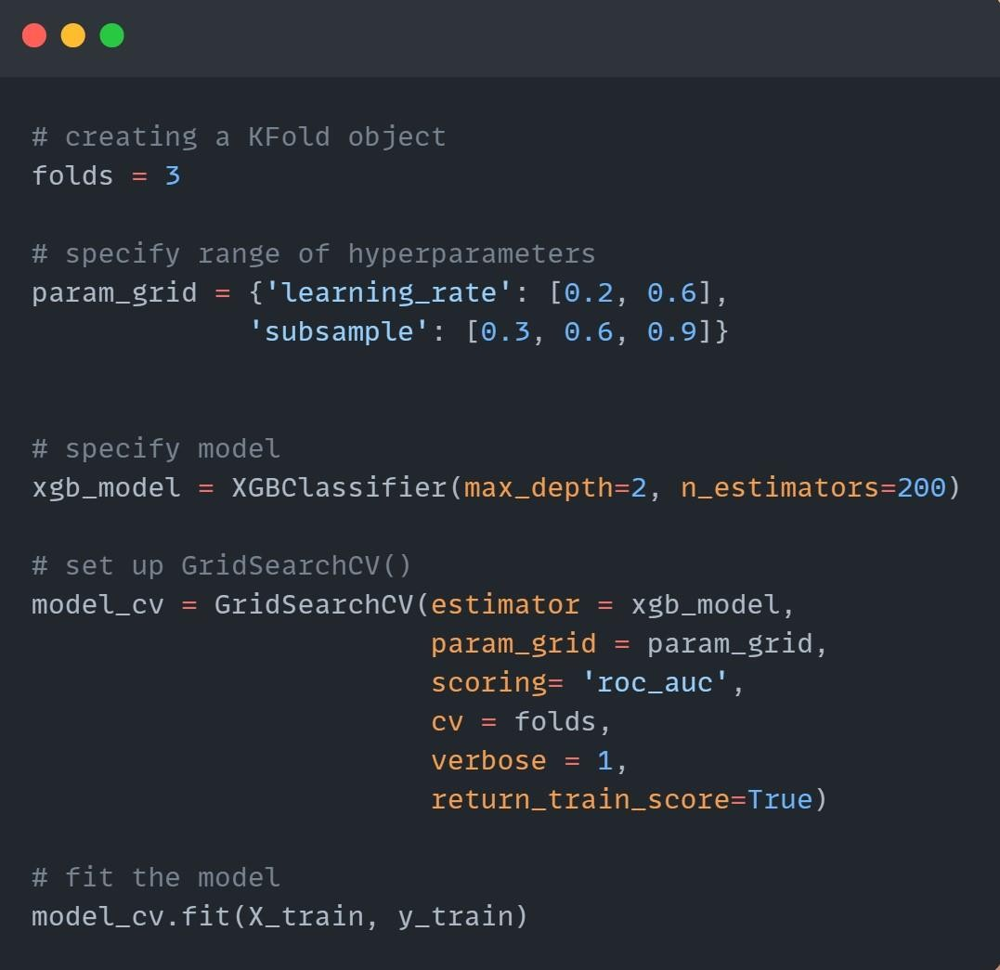 # creating a KFold object
folds = 3
# specify range of hyperparameters
param_grid = {'learning_rate': [0.2, 0.6],
'subsample': [0.3, 0.6, 0.9]}
# specify model
xgb_model = XGBClassifier(max_depth=2, n_estimators=200)
# set up GridSearchCV()
model_cv = GridSearchCV(estimator = xgb_model,
param_grid = param_grid,
scoring= 'roc_auc',
cv = folds,
verbose = 1,
return_train_score=True)
# fit the model
model_cv.fit(X_train, y_train)